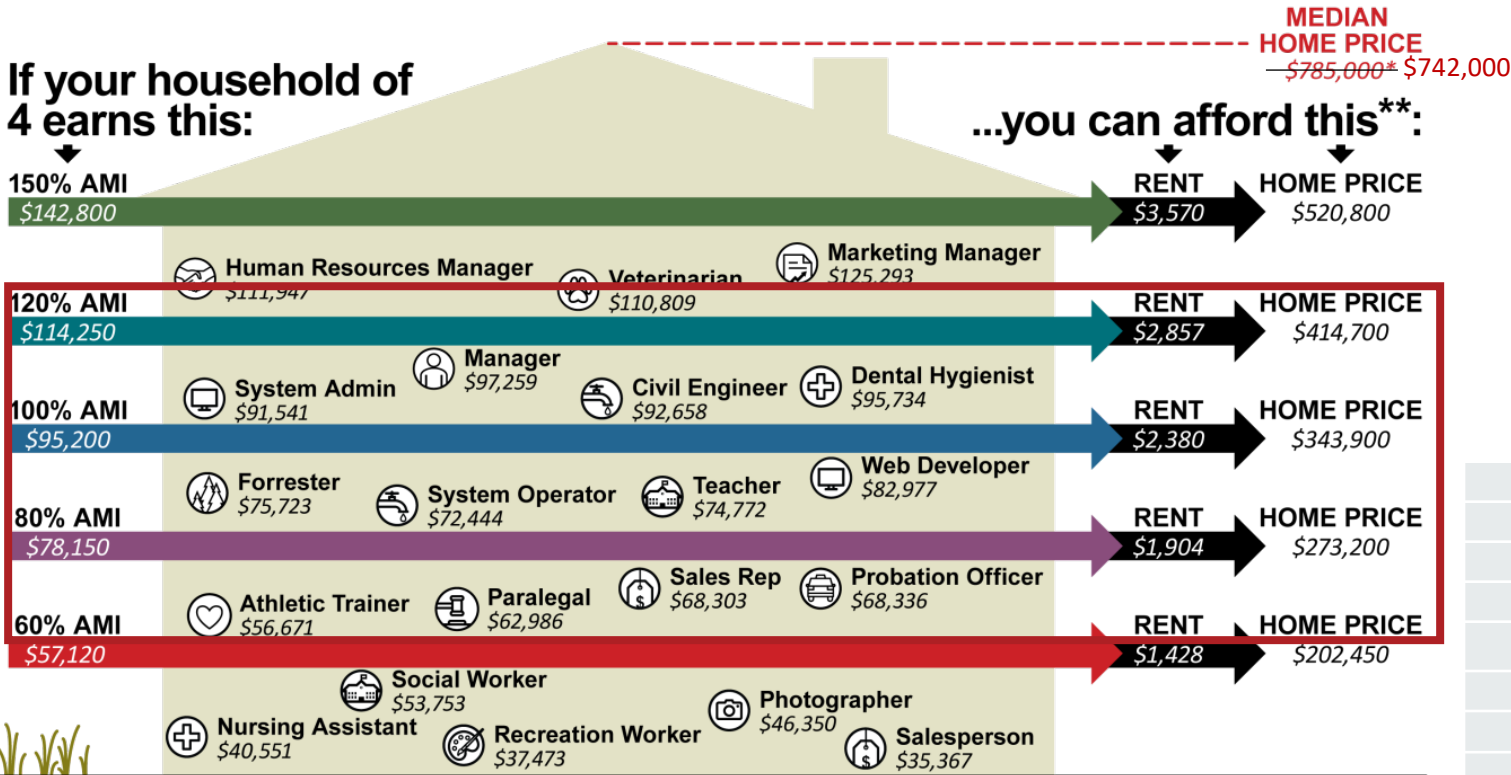 MEDIAN
HOME PRICE
$785,000* $742,000
If your household of
4 earns this:
...you can afford this**:
150% AMI
RENT
HOME PRICE
$142,800
$3,570
$520,800
Human Resources Manager
$111,947
Veterinarian
$110,809
Marketing Manager
$125,293
120% AMI
RENT
HOME PRICE
$114,250
$2,857
$414,700
Manager
$97,259
System Admin
$91,541
Civil Engineer
$92,658
Dental Hygienist
$95,734
100% AMI
RENT
HOME PRICE
$95,200
$2,380
$343,900
Forrester
$75,723
System Operator
$72,444
Teacher
$74,772
Web Developer
$82,977
80% AMI
RENT
HOME PRICE
$78,150
$1,904
$273,200
Athletic Trainer
$56,671
Paralegal
$62,986
Sales Rep
$68,303
Probation Officer
$68,336
60% AMI
RENT
HOME PRICE
$57,120
$1,428
$202,450
Social Worker
$53,753
Nursing Assistant
$40,551
Recreation Worker
$37,473
Photographer
$46,350
Salesperson
$35,367